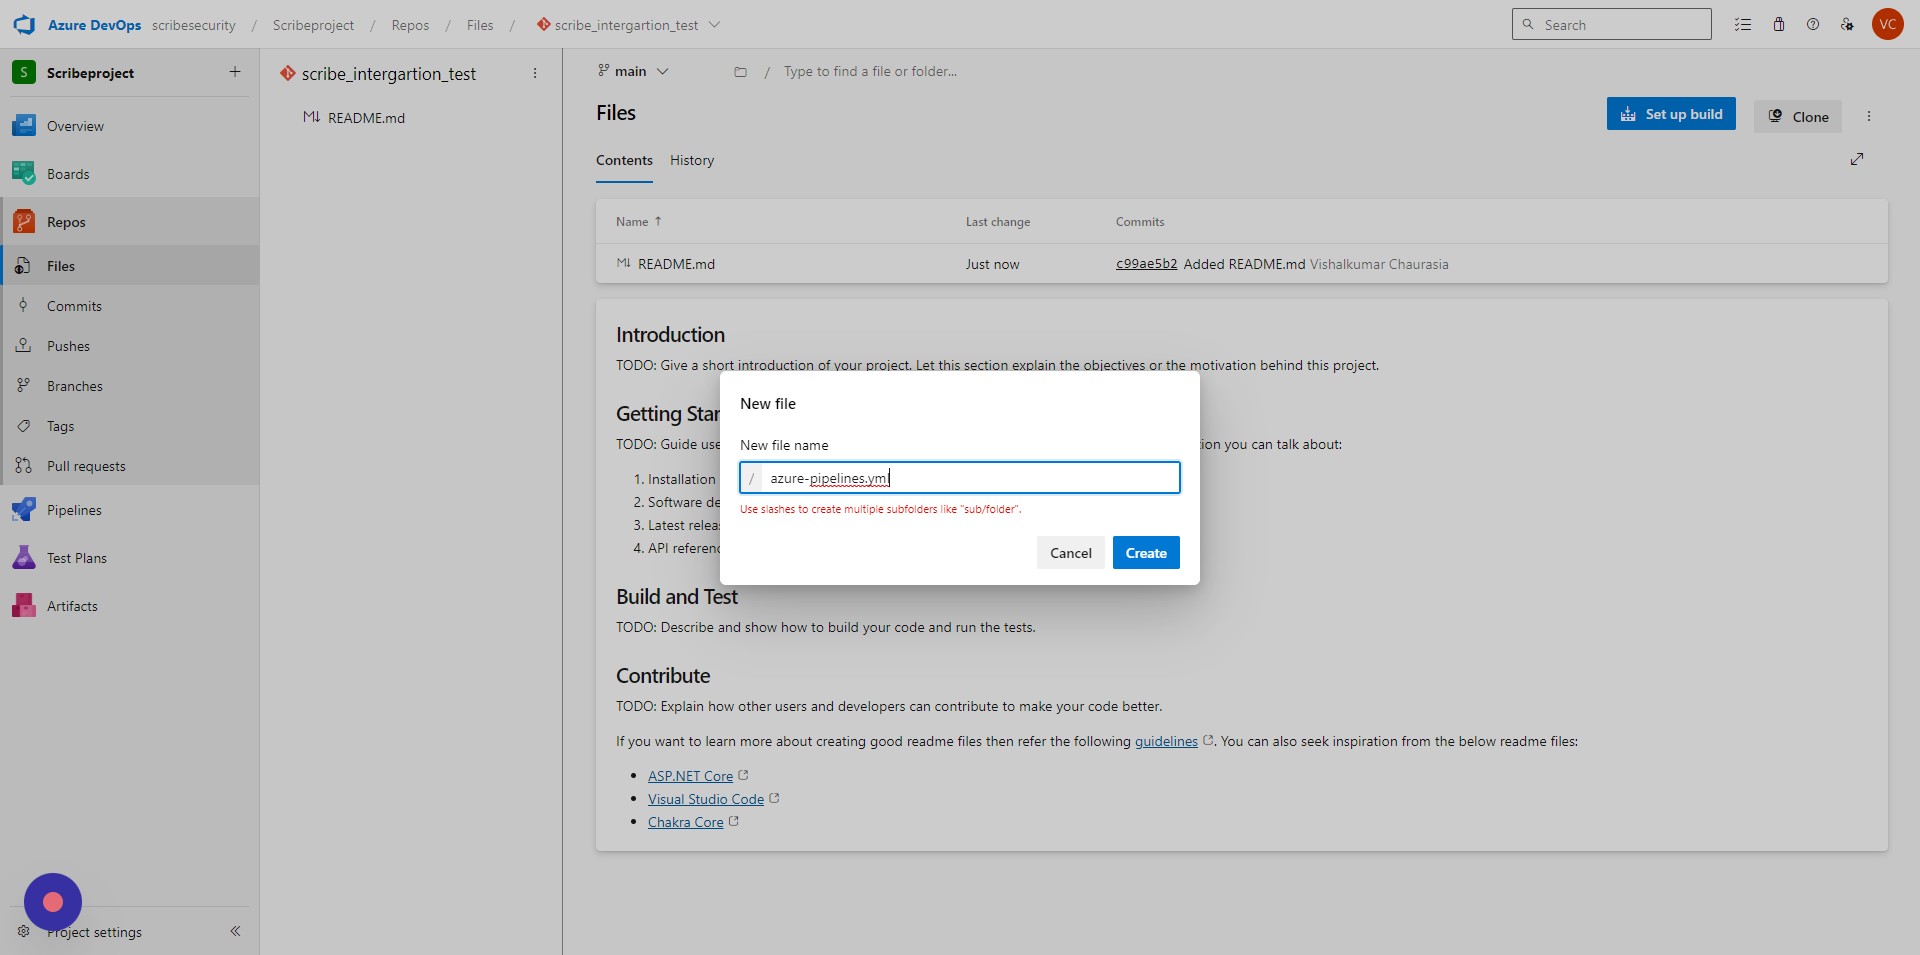 Azure DevOps scribesecurity / Scribeproject / Repos / Files / scribe_intergartion_test
Search
VC
S Scribeproject +
Overview
Boards
Repos
Files
Commits
Pushes
Branches
Tags
Pull requests
Pipelines
Test Plans
Artifacts
Project settings
scribe_intergartion_test
README.md
main / Type to find a file or folder...
Files
Set up build
Clone
Contents History
Name ↑ Last change Commits
README.md Just now c99ae5b2 Added README.md Vishalkumar Chaurasia
Introduction
TODO: Give a short introduction of your project. Let this section explain the objectives or the motivation behind this project.
Getting Star
TODO: Guide use
ion you can talk about:
1. Installation
2. Software de
3. Latest relea
4. API referenc
New file
New file name
/ azure-pipelines.yml
Use slashes to create multiple subfolders like "sub/folder".
Cancel Create
Build and Test
TODO: Describe and show how to build your code and run the tests.
Contribute
TODO: Explain how other users and developers can contribute to make your code better.
If you want to learn more about creating good readme files then refer the following guidelines. You can also seek inspiration from the below readme files:
• ASP.NET Core
• Visual Studio Code
• Chakra Core